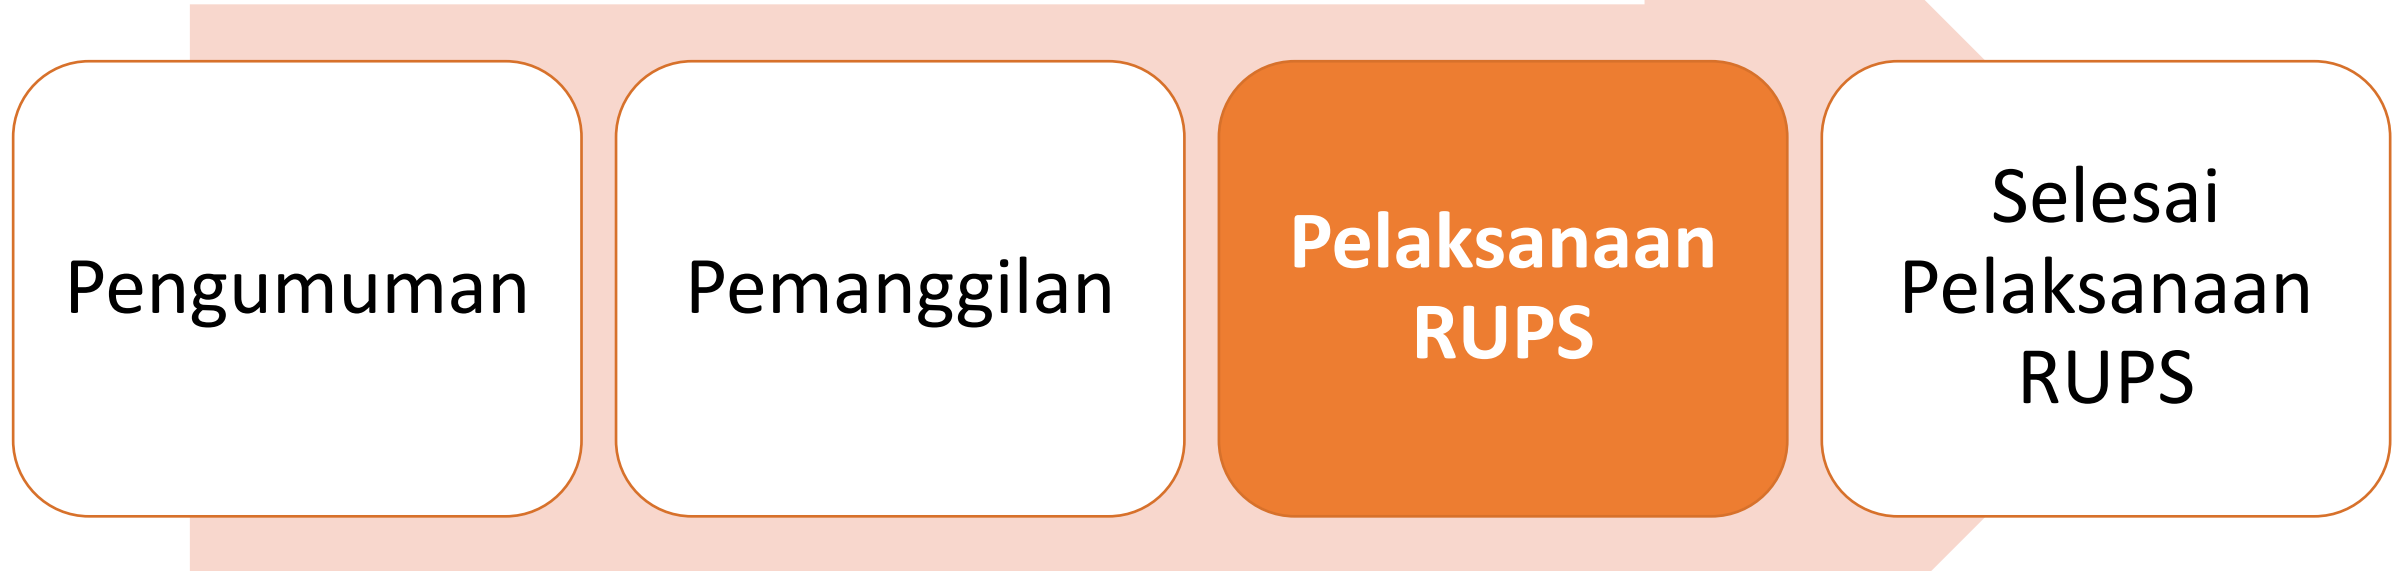 Pengumuman
Pemanggilan
Pelaksanaan
RUPS
Selesai
Pelaksanaan
RUPS